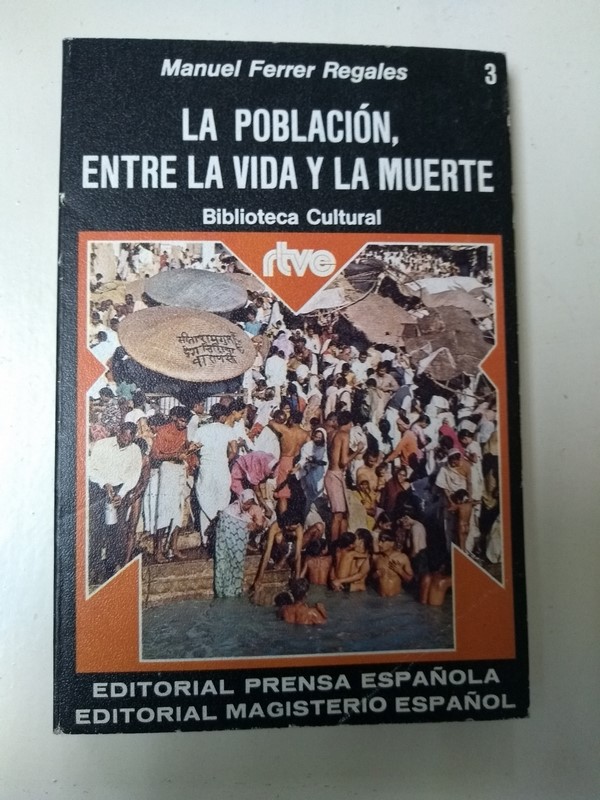 Manuel Ferrer Regales
3
LA POBLACIÓN,
ENTRE LA VIDA Y LA MUERTE
Biblioteca Cultural
rtve
EDITORIAL PRENSA ESPAÑOLA
EDITORIAL MAGISTERIO ESPAÑOL